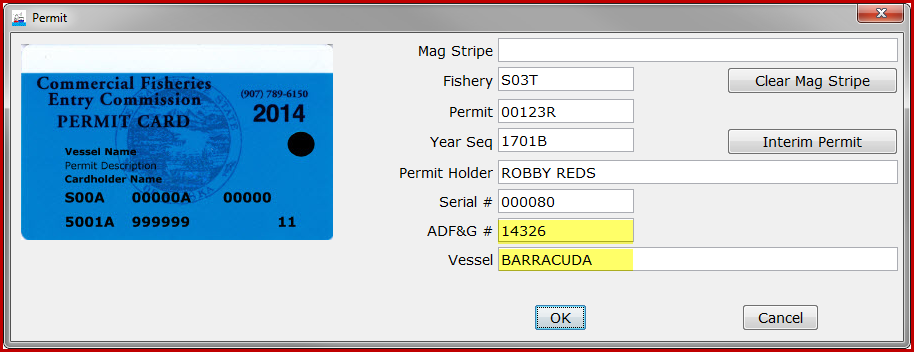 Permit
Commercial Fisheries
Entry Commission
(907) 789-6150
PERMIT CARD
2014
Vessel Name
Permit Description
Cardholder Name
S00A 00000A 00000
5001A 999999 11
Mag Stripe
Fishery S03T Clear Mag Stripe
Permit 00123R
Year Seq 1701B Interim Permit
Permit Holder ROBBY REDS
Serial # 000080
ADF&G # 14326
Vessel BARRACUDA
OK Cancel